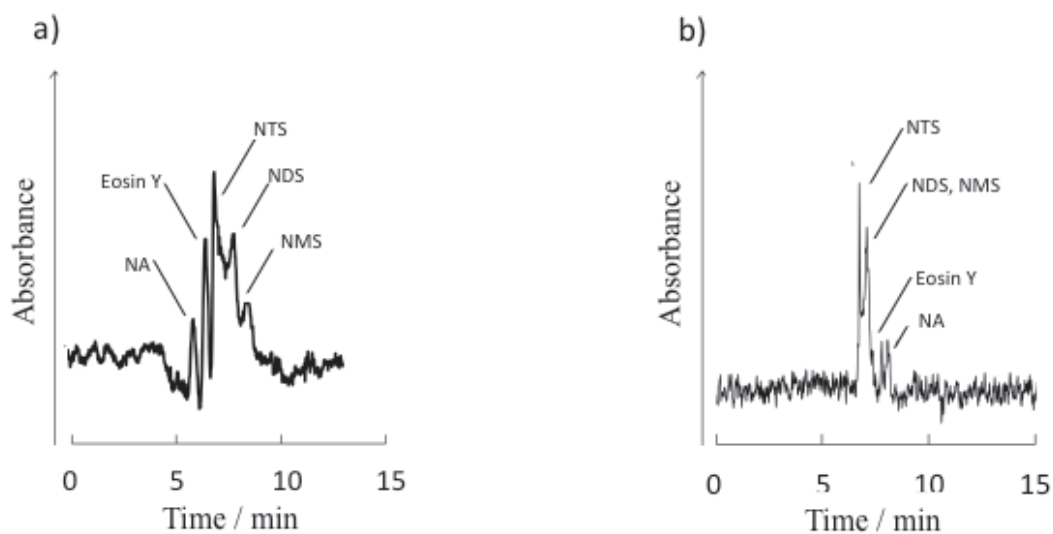 a)
NTS
Eosin Y
NDS
NA
NMS
Absorbance
0 5 10 15
Time / min
b)
NTS
NDS, NMS
Eosin Y
NA
Absorbance
0 5 10 15
Time / min